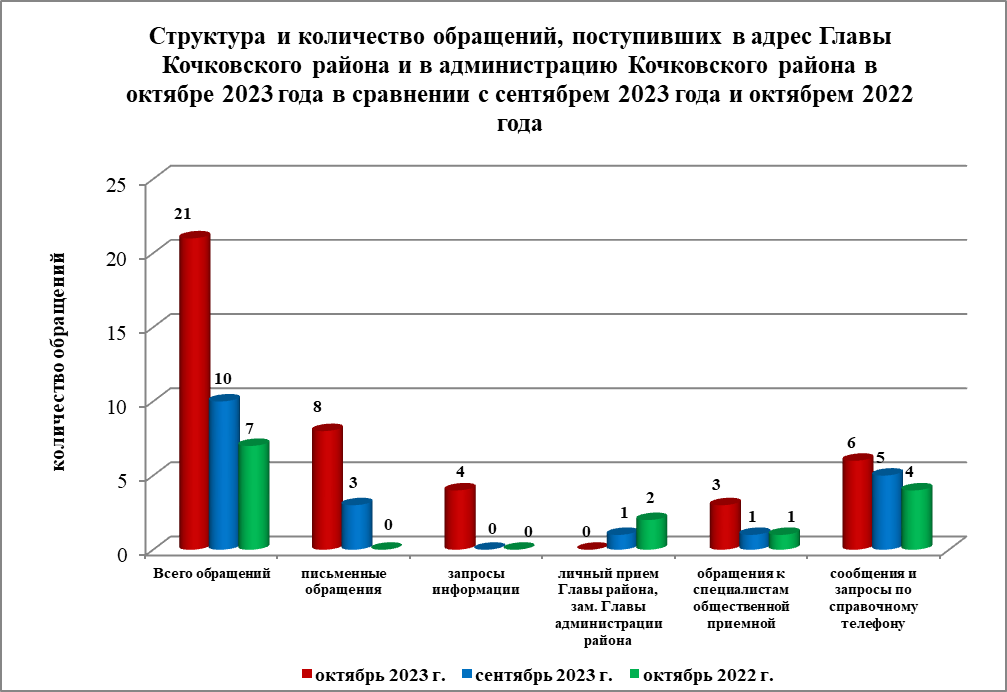 Структура и количество обращений, поступивших в адрес Главы
Кочковского района и в администрацию Кочковского района в
октябре 2023 года в сравнении с сентябрем 2023 года и октябрем 2022
года
количество обращений
25
20
15
10
5
0
21
10
7
8
3
0
4
0
0
0
1
2
3
1
1
6
5
4
Всего обращений
письменные
обращения
запросы
информации
личный прием
Главы района,
зам. Главы
администрации
района
обращения к
специалистам
общественной
приемной
сообщения и
запросы по
справочному
телефону
октябрь 2023 г.
сентябрь 2023 г.
октябрь 2022 г.